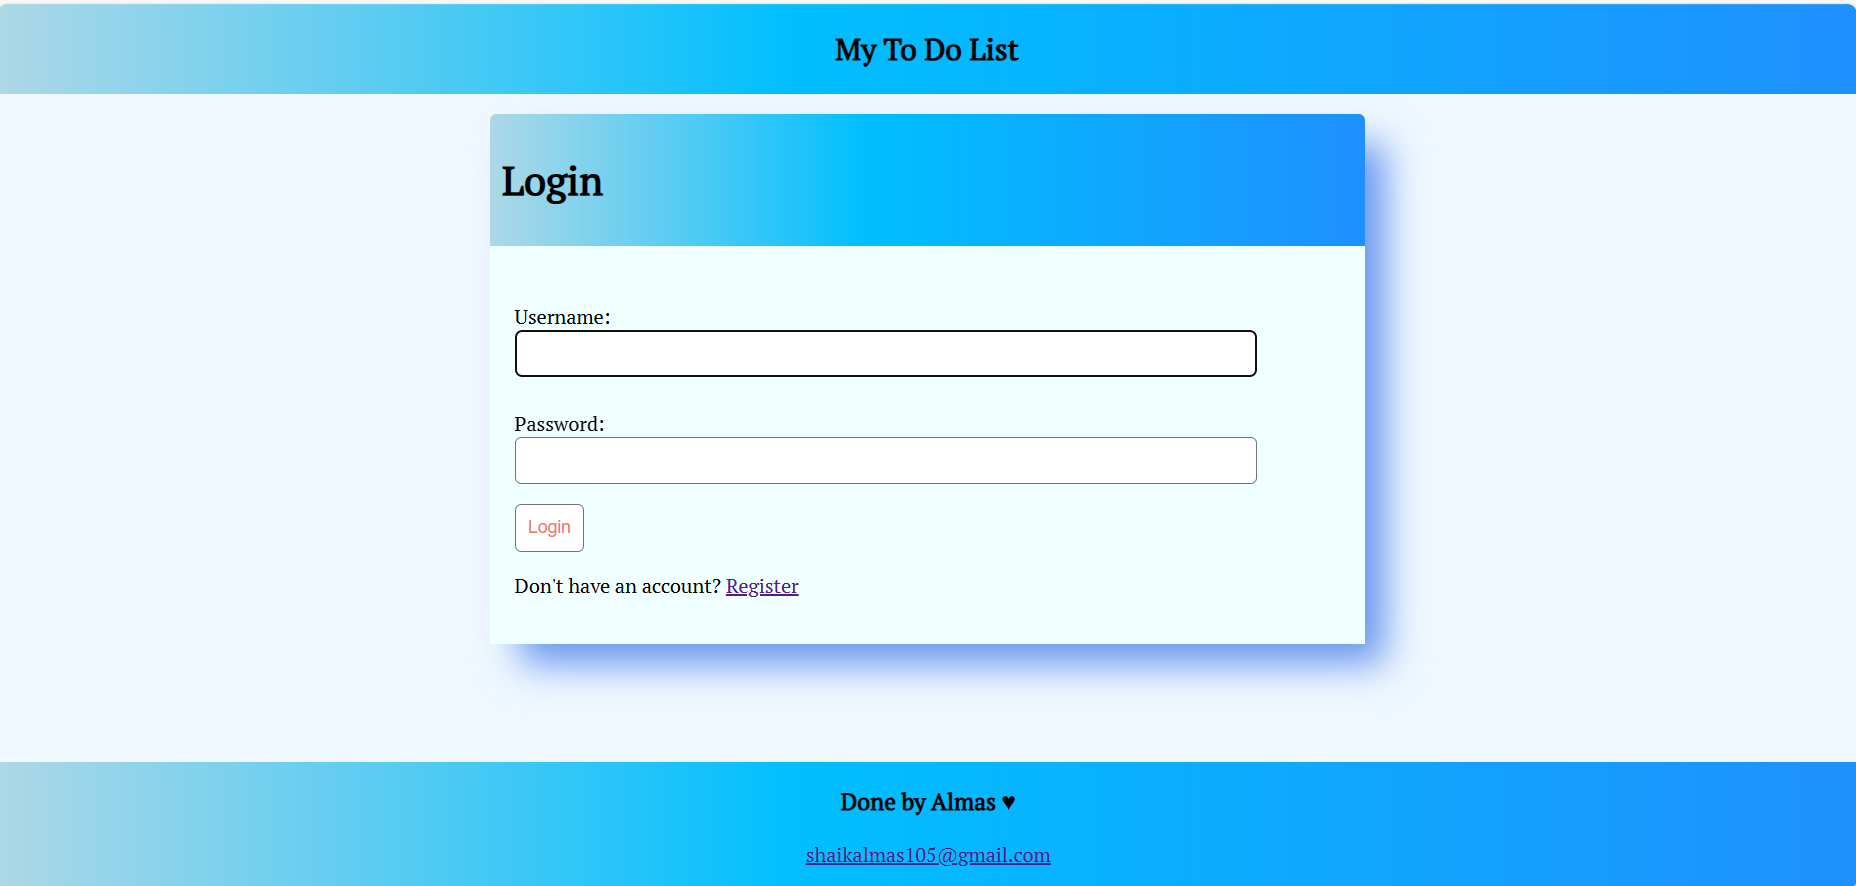 My To Do List
Login
Username:
Password:
Login
Don't have an account? Register
Done by Almas ♥
shaikalmas105@gmail.com